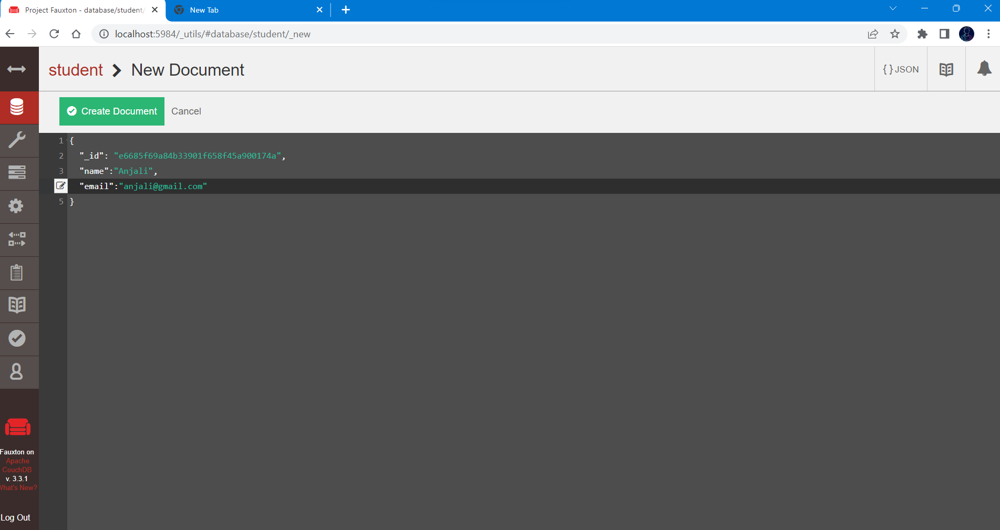 Project Fauxton - database/student/
New Tab
localhost:5984/_utils/#database/student/_new
student New Document
{ } JSON
Create Document Cancel
1 {
2 "_id": "e6685f69a84b33901f658f45a900174a",
3 "name":"Anjali",
"email":"anjali@gmail.com"
5 }
Fauxton on
Apache
CouchDB
v. 3.3.1
What's New?
Log Out